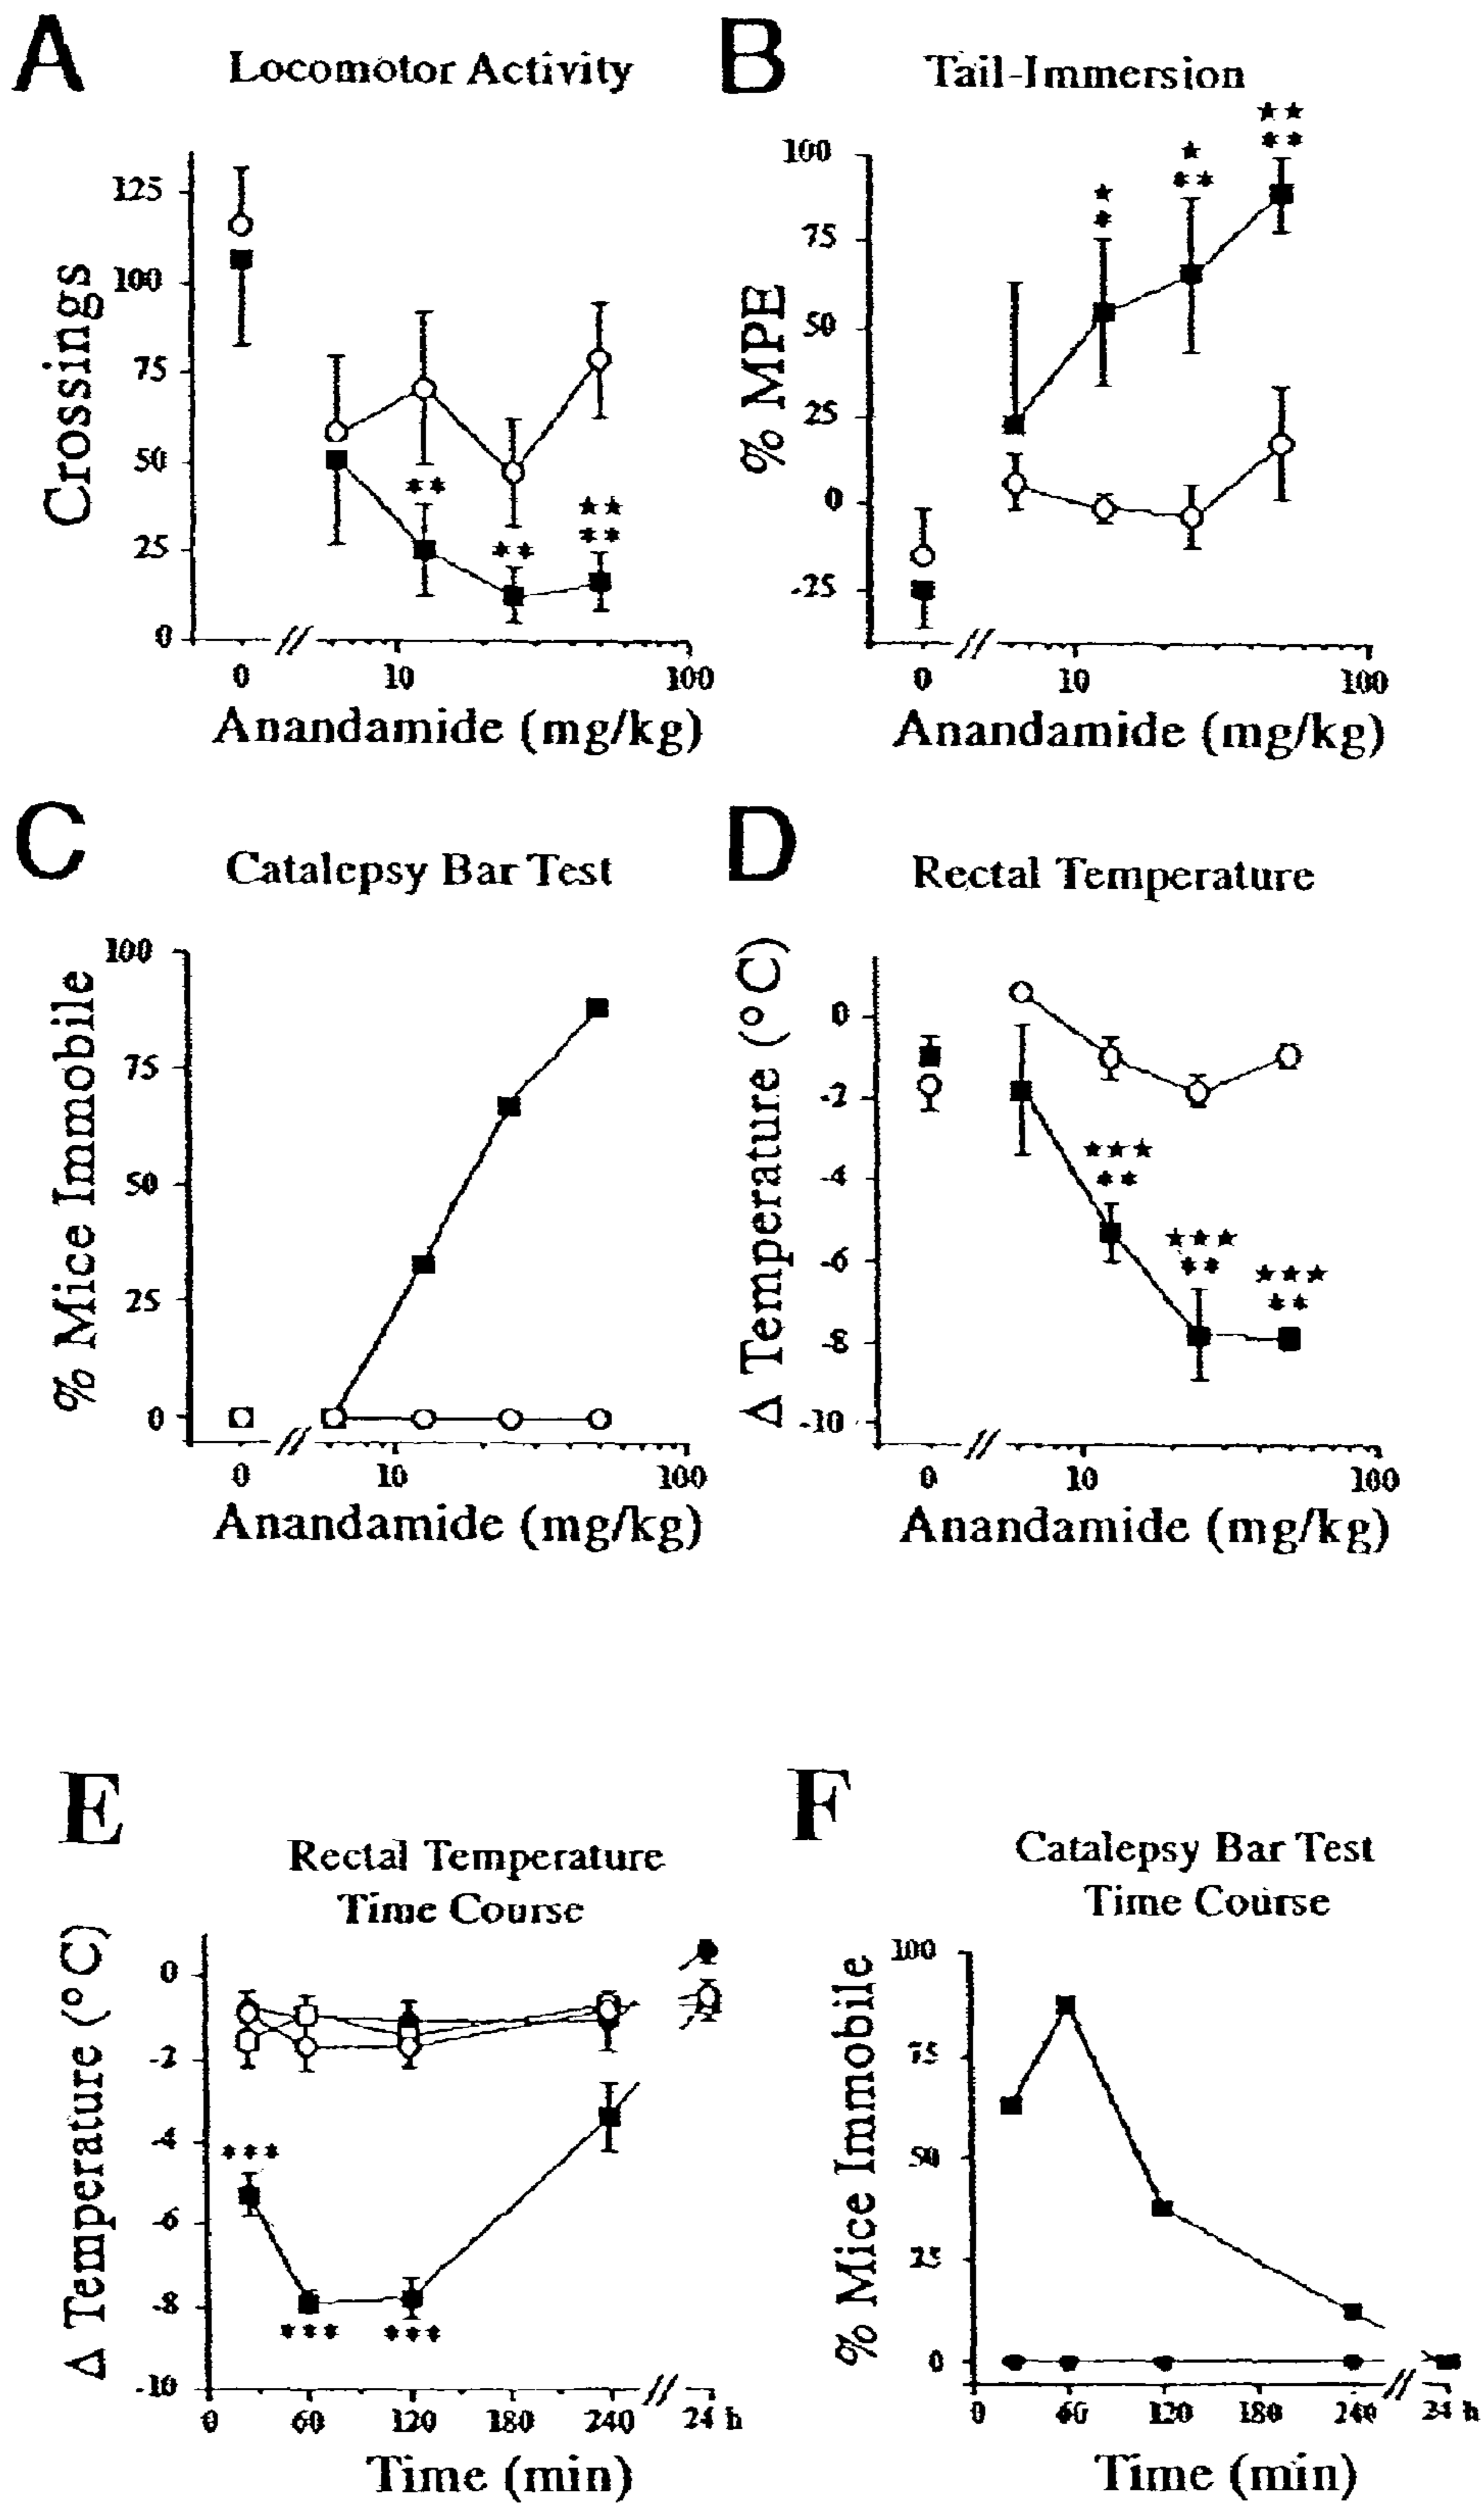 A
Locomotor Activity
125
100
75
50
25
0
Crossings
0 10 100
Anandamide (mg/kg)
** ** ★★ **
B
Tail-Immersion
100
75
50
25
0
-25
% MPE
0 10 100
Anandamide (mg/kg)
★ * ★ ** ★★ **
C
Catalepsy Bar Test
100
75
50
25
0
% Mice Immobile
0 10 100
Anandamide (mg/kg)
D
Rectal Temperature
0
-2
-4
-6
-8
-10
Δ Temperature (°C)
0 10 100
Anandamide (mg/kg)
★★★ ** ★★★ ** ★★★ **
E
Rectal Temperature
Time Course
0
-2
-4
-6
-8
-10
Δ Temperature (°C)
*** *** ***
0 60 120 180 240 24 h
Time (min)
F
Catalepsy Bar Test
Time Course
100
75
50
25
0
% Mice Immobile
0 60 120 180 240 24 h
Time (min)